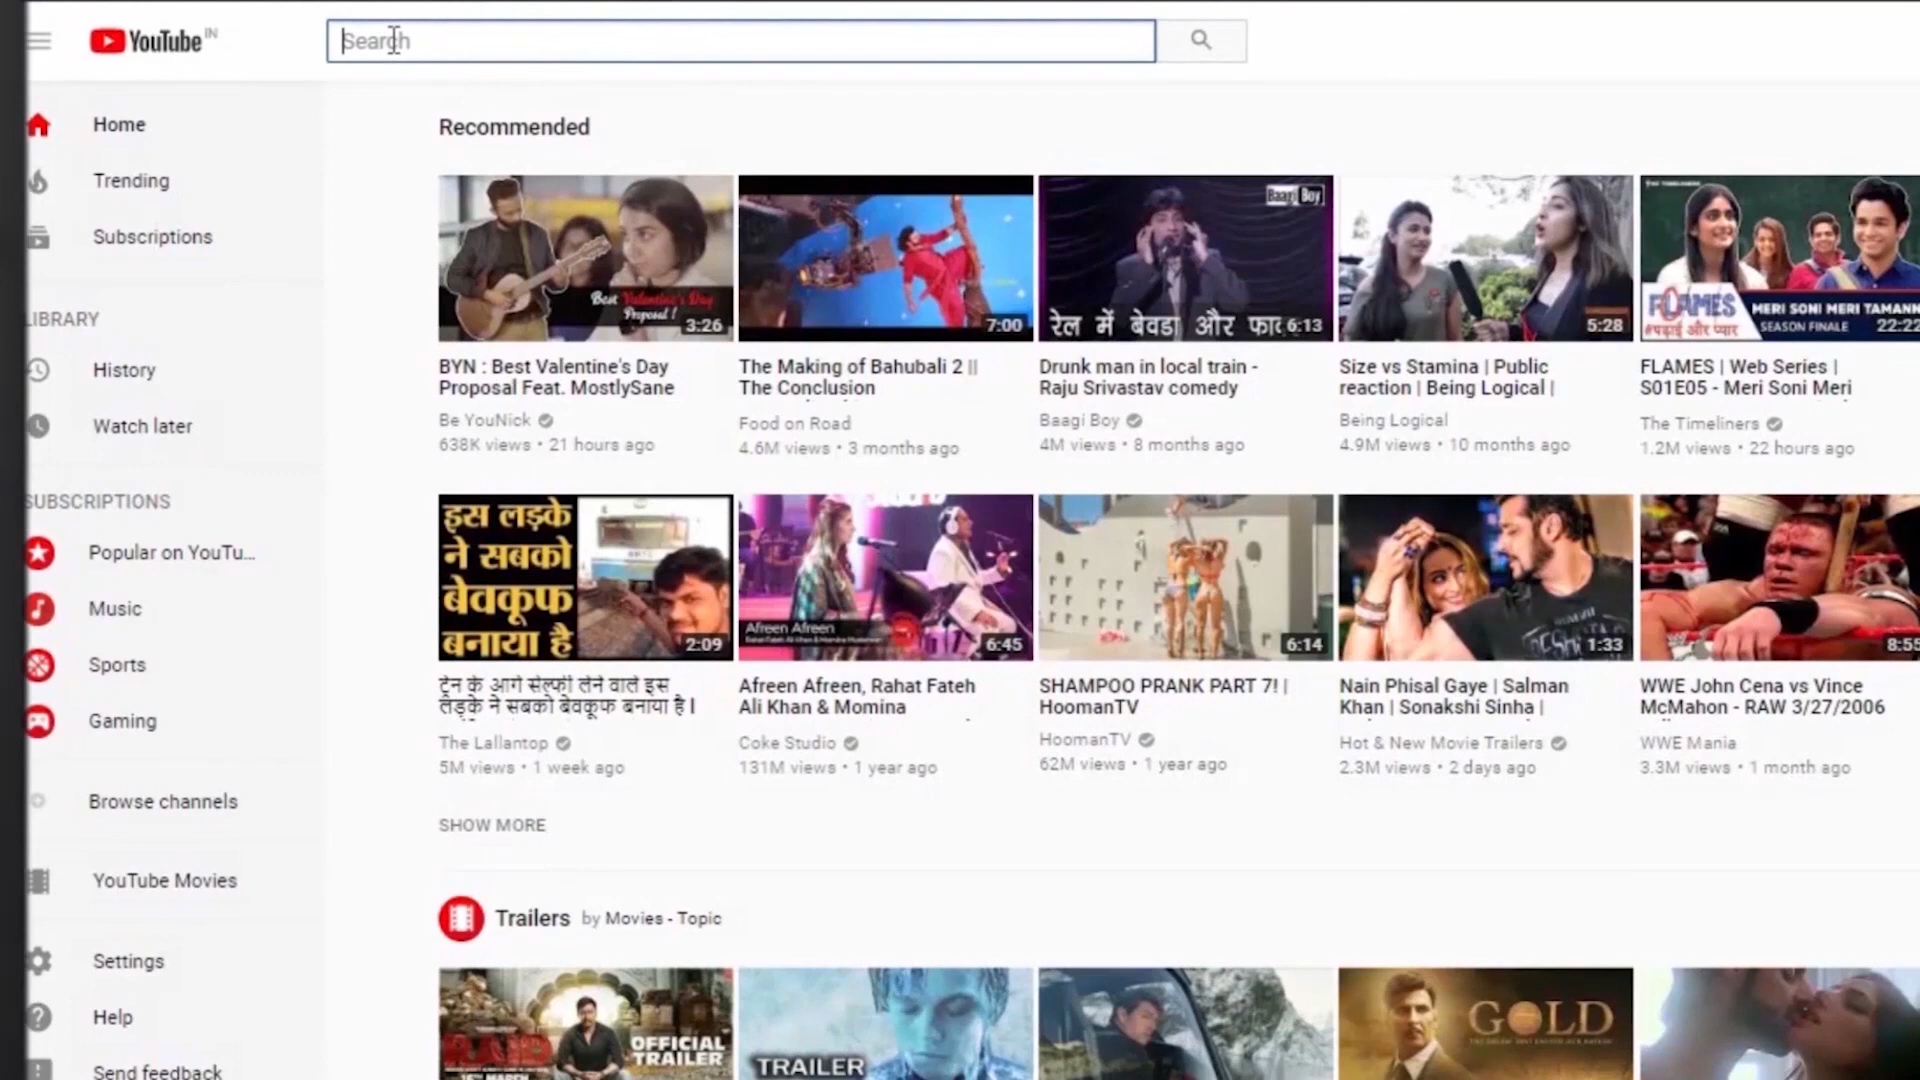 YouTube IN
Search
Home
Trending
Subscriptions
LIBRARY
History
Watch later
SUBSCRIPTIONS
Popular on YouTu...
Music
Sports
Gaming
Browse channels
YouTube Movies
Settings
Help
Send feedback
Recommended
Best Valentine's Day
Proposal !
3:26
BYN : Best Valentine's Day
Proposal Feat. MostlySane
Be YouNick
638K views • 21 hours ago
7:00
The Making of Bahubali 2 ||
The Conclusion
Food on Road
4.6M views • 3 months ago
Baagi Boy
रेल में बेवडा और
6:13
Drunk man in local train -
Raju Srivastav comedy
Baagi Boy
4M views • 8 months ago
5:28
Size vs Stamina | Public
reaction | Being Logical |
Being Logical
4.9M views • 10 months ago
FLAMES
#पढ़ाई और प्यार
MERI SONI MERI TAMANN
SEASON FINALE
22:22
FLAMES | Web Series |
S01E05 - Meri Soni Meri
The Timeliners
1.2M views • 22 hours ago
इस लड़के
ने सबको
बेवकूफ
बनाया है
2:09
ट्रेन के आगे सेल्फी लेने वाले इस
लड़के ने सबको बेवकूफ बनाया है I
The Lallantop
5M views • 1 week ago
Afreen Afreen
6:45
Afreen Afreen, Rahat Fateh
Ali Khan & Momina
Coke Studio
131M views • 1 year ago
6:14
SHAMPOO PRANK PART 7! |
HoomanTV
HoomanTV
62M views • 1 year ago
1:33
Nain Phisal Gaye | Salman
Khan | Sonakshi Sinha |
Hot & New Movie Trailers
2.3M views • 2 days ago
8:55
WWE John Cena vs Vince
McMahon - RAW 3/27/2006
WWE Mania
3.3M views • 1 month ago
SHOW MORE
Trailers by Movies - Topic
RAID
OFFICIAL
TRAILER
TRAILER
GOLD